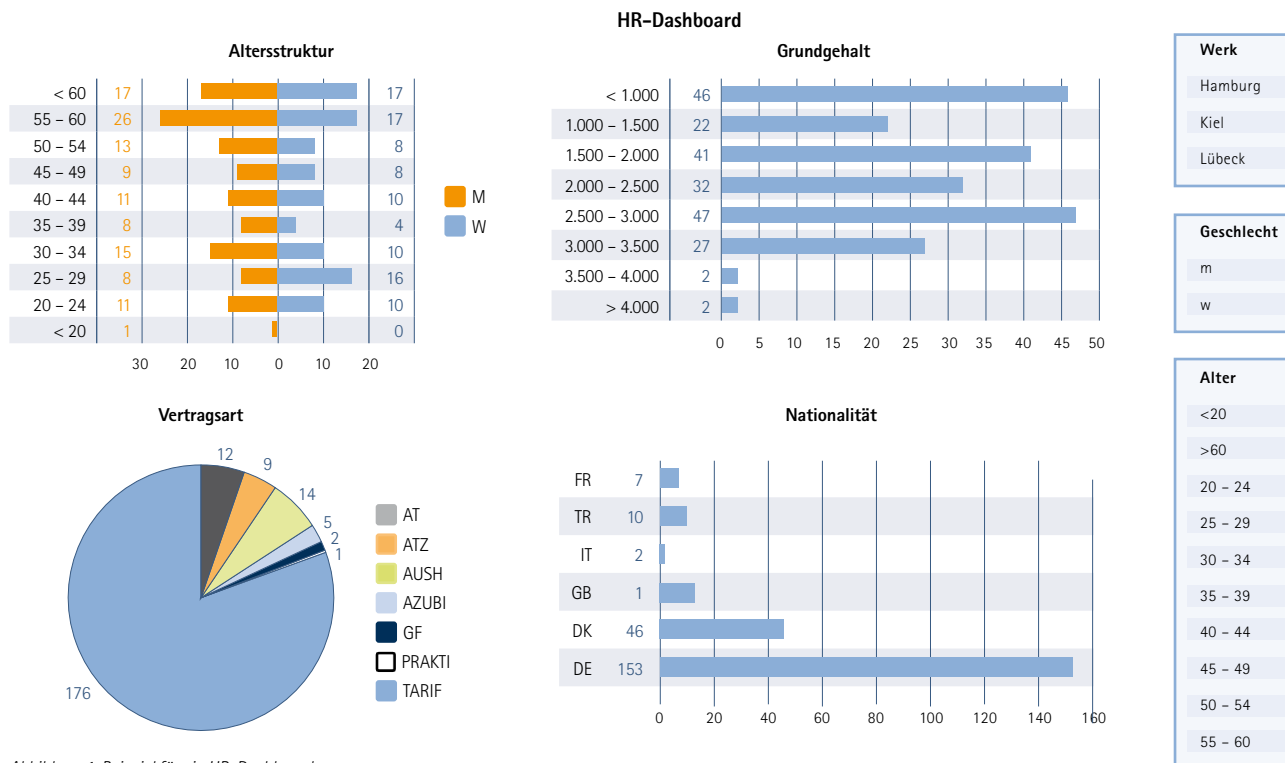 HR-Dashboard
Altersstruktur
< 60 17 17
55 – 60 26 17
50 – 54 13 8
45 – 49 9 8
40 – 44 11 10
35 – 39 8 4
30 – 34 15 10
25 – 29 8 16
20 – 24 11 10
< 20 1 0
30 20 10 0 10 20
M
W
Grundgehalt
< 1.000 46
1.000 – 1.500 22
1.500 – 2.000 41
2.000 – 2.500 32
2.500 – 3.000 47
3.000 – 3.500 27
3.500 – 4.000 2
> 4.000 2
0 5 10 15 20 25 30 35 40 45 50
Vertragsart
12
9
14
5
2
1
176
AT
ATZ
AUSH
AZUBI
GF
PRAKTI
TARIF
Nationalität
FR 7
TR 10
IT 2
GB 1
DK 46
DE 153
0 20 40 60 80 100 120 140 160
Werk
Hamburg
Kiel
Lübeck
Geschlecht
m
w
Alter
<20
>60
20 – 24
25 – 29
30 – 34
35 – 39
40 – 44
45 – 49
50 – 54
55 – 60